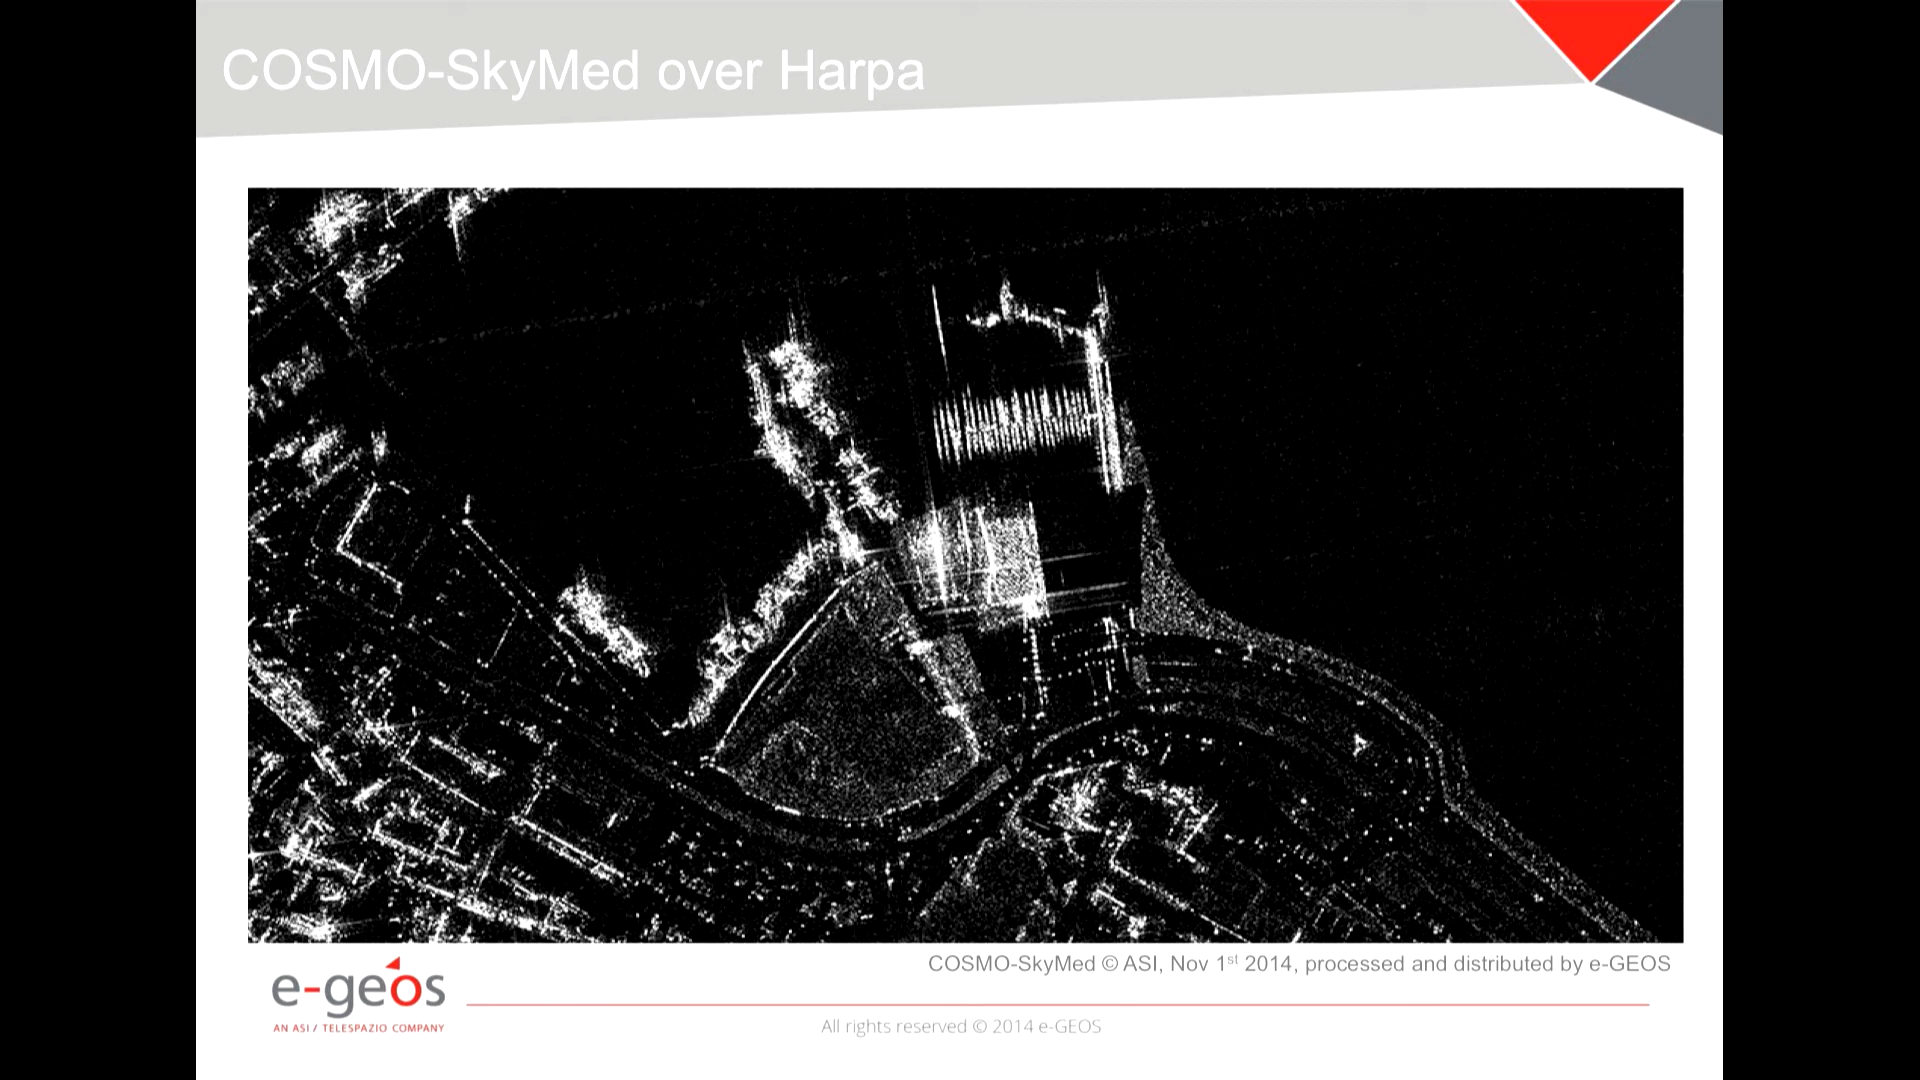 COSMO-SkyMed over Harpa
COSMO-SkyMed © ASI, Nov 1st 2014, processed and distributed by e-GEOS
e-geos
AN ASI / TELESPAZIO COMPANY
All rights reserved © 2014 e-GEOS